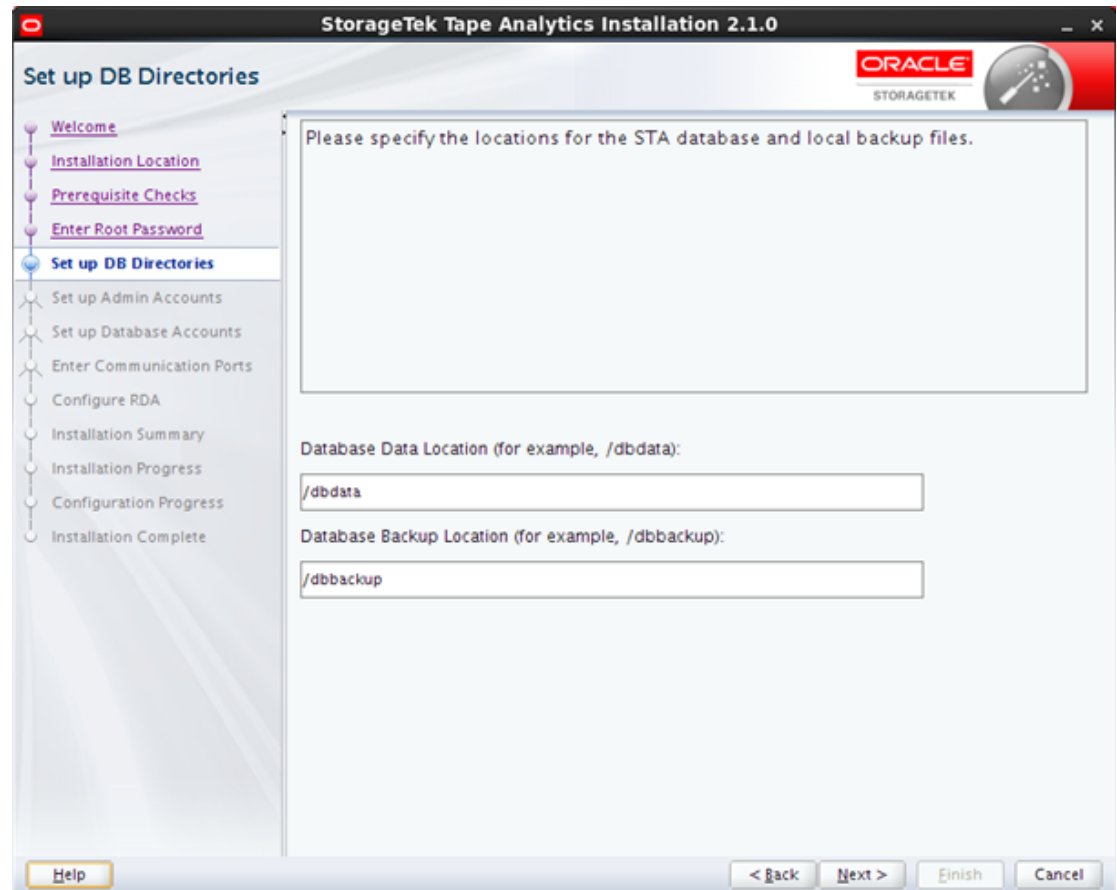 StorageTek Tape Analytics Installation 2.1.0
Set up DB Directories
ORACLE
STORAGETEK
Welcome
Installation Location
Prerequisite Checks
Enter Root Password
Set up DB Directories
Set up Admin Accounts
Set up Database Accounts
Enter Communication Ports
Configure RDA
Installation Summary
Installation Progress
Configuration Progress
Installation Complete
Please specify the locations for the STA database and local backup files.
Database Data Location (for example, /dbdata):
/dbdata
Database Backup Location (for example, /dbbackup):
/dbbackup
Help
< Back
Next >
Finish
Cancel